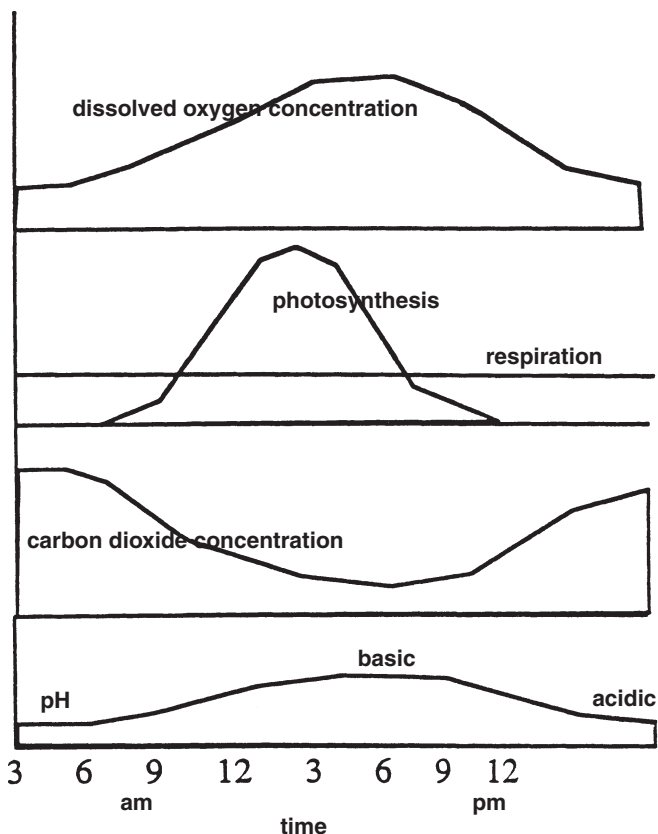 dissolved oxygen concentration
photosynthesis
respiration
carbon dioxide concentration
basic
pH
acidic
3 6 9 12 3 6 9 12
am pm
time